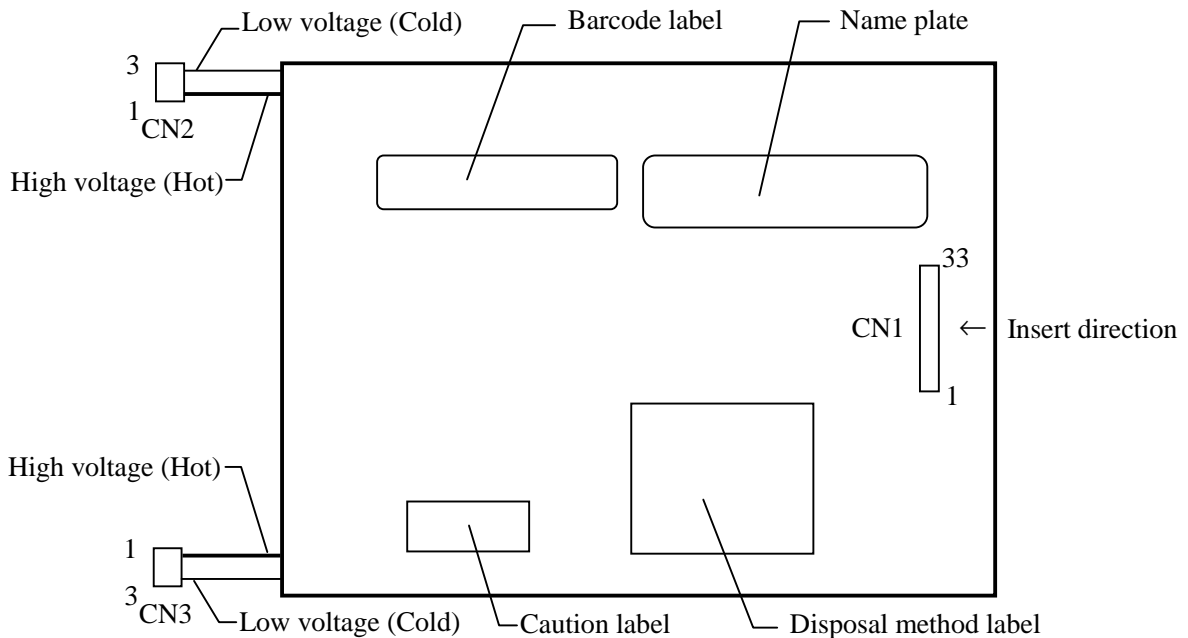 Low voltage (Cold)
Barcode label
Name plate
3
1
CN2
High voltage (Hot)
33
CN1
← Insert direction
1
High voltage (Hot)
1
3
CN3
Low voltage (Cold)
Caution label
Disposal method label